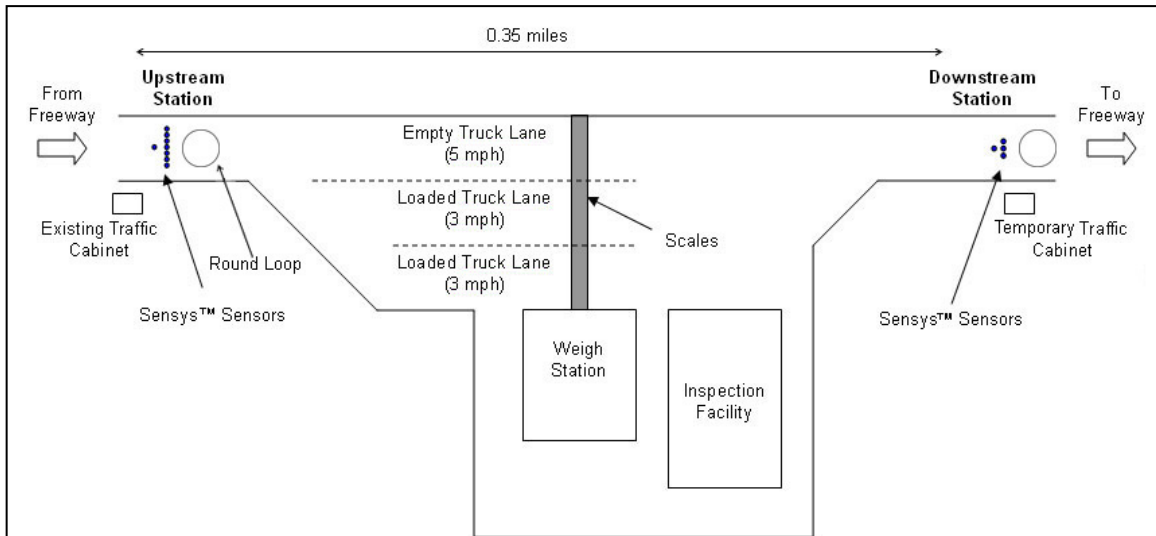 0.35 miles
Upstream
Station
Downstream
Station
From
Freeway
To
Freeway
Empty Truck Lane
(5 mph)
Loaded Truck Lane
(3 mph)
Loaded Truck Lane
(3 mph)
Existing Traffic
Cabinet
Round Loop
Sensys™ Sensors
Scales
Temporary Traffic
Cabinet
Sensys™ Sensors
Weigh
Station
Inspection
Facility